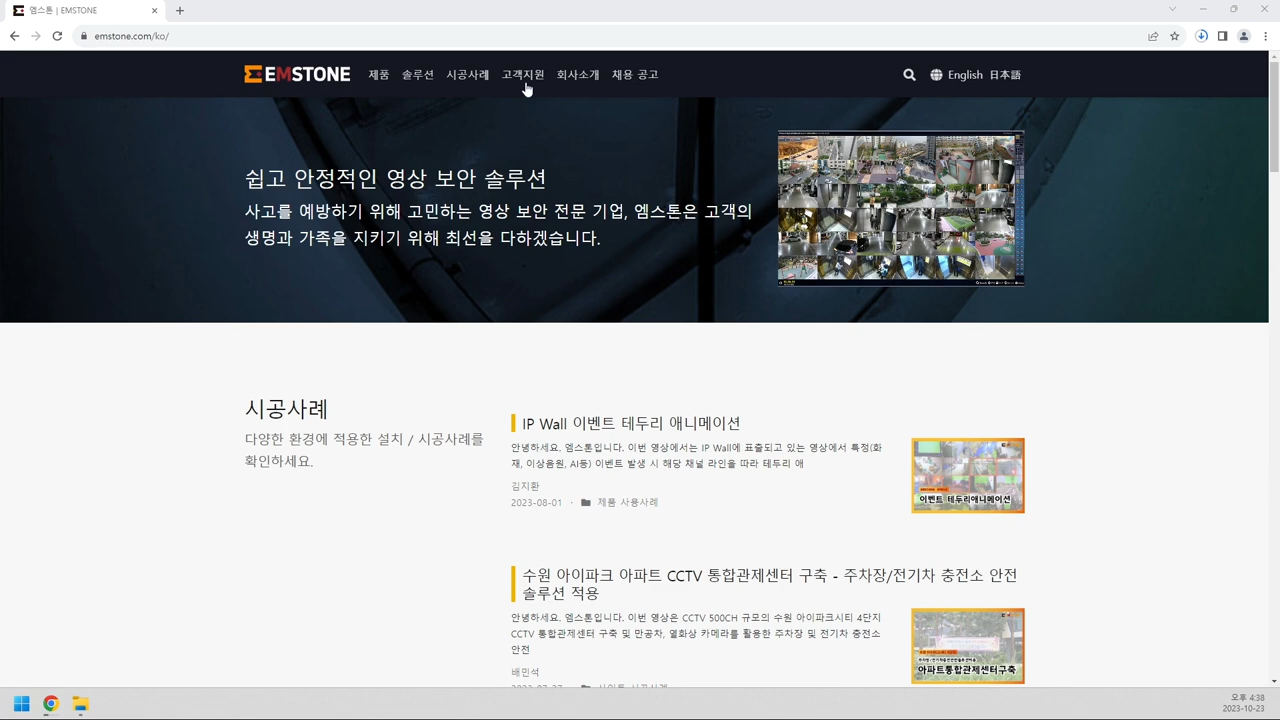 엠스톤 | EMSTONE
emstone.com/ko/
EMSTONE 제품 솔루션 시공사례 고객지원 회사소개 채용 공고 English 日本語
쉽고 안정적인 영상 보안 솔루션
사고를 예방하기 위해 고민하는 영상 보안 전문 기업, 엠스톤은 고객의
생명과 가족을 지키기 위해 최선을 다하겠습니다.
시공사례
다양한 환경에 적용한 설치 / 시공사례를
확인하세요.
IP Wall 이벤트 테두리 애니메이션
안녕하세요. 엠스톤입니다. 이번 영상에서는 IP Wall에 표출되고 있는 영상에서 특정(화
재, 이상음원, AI등) 이벤트 발생 시 해당 채널 라인을 따라 테두리 애
김지환
2023-08-01 · 제품 사용사례
이벤트 테두리애니메이션
수원 아이파크 아파트 CCTV 통합관제센터 구축 - 주차장/전기차 충전소 안전
솔루션 적용
안녕하세요. 엠스톤입니다. 이번 영상은 CCTV 500CH 규모의 수원 아이파크시티 4단지
CCTV 통합관제센터 구축 및 만공차, 열화상 카메라를 활용한 주차장 및 전기차 충전소
안전
배민석
아파트통합관제센터구축
오후 4:38
2023-10-23